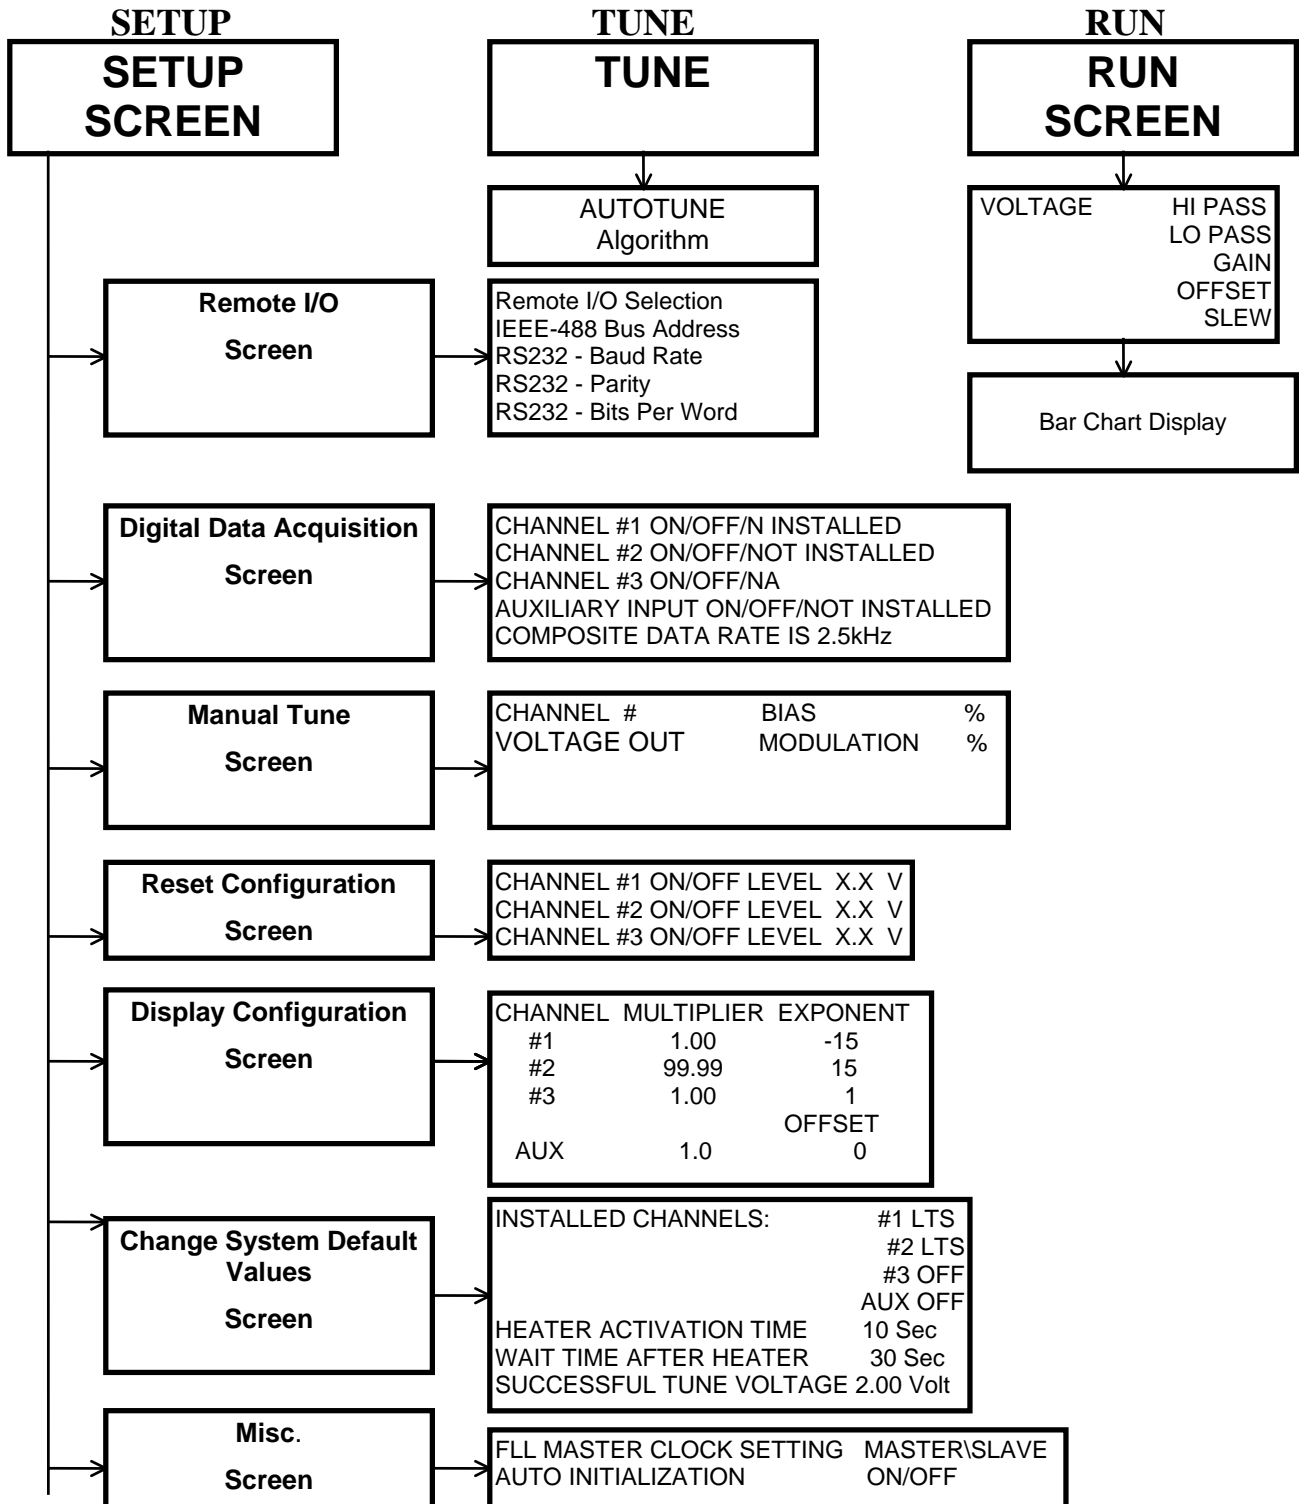 SETUP TUNE RUN
SETUP
SCREEN
TUNE
RUN
SCREEN
AUTOTUNE
Algorithm
VOLTAGE HI PASS
LO PASS
GAIN
OFFSET
SLEW
Bar Chart Display
Remote I/O
Screen
Remote I/O Selection
IEEE-488 Bus Address
RS232 - Baud Rate
RS232 - Parity
RS232 - Bits Per Word
Digital Data Acquisition
Screen
CHANNEL #1 ON/OFF/N INSTALLED
CHANNEL #2 ON/OFF/NOT INSTALLED
CHANNEL #3 ON/OFF/NA
AUXILIARY INPUT ON/OFF/NOT INSTALLED
COMPOSITE DATA RATE IS 2.5kHz
Manual Tune
Screen
CHANNEL # BIAS %
VOLTAGE OUT MODULATION %
Reset Configuration
Screen
CHANNEL #1 ON/OFF LEVEL X.X V
CHANNEL #2 ON/OFF LEVEL X.X V
CHANNEL #3 ON/OFF LEVEL X.X V
Display Configuration
Screen
CHANNEL MULTIPLIER EXPONENT
#1 1.00 -15
#2 99.99 15
#3 1.00 1
OFFSET
AUX 1.0 0
Change System Default
Values
Screen
INSTALLED CHANNELS: #1 LTS
#2 LTS
#3 OFF
AUX OFF
HEATER ACTIVATION TIME 10 Sec
WAIT TIME AFTER HEATER 30 Sec
SUCCESSFUL TUNE VOLTAGE 2.00 Volt
Misc.
Screen
FLL MASTER CLOCK SETTING MASTER\SLAVE
AUTO INITIALIZATION ON/OFF